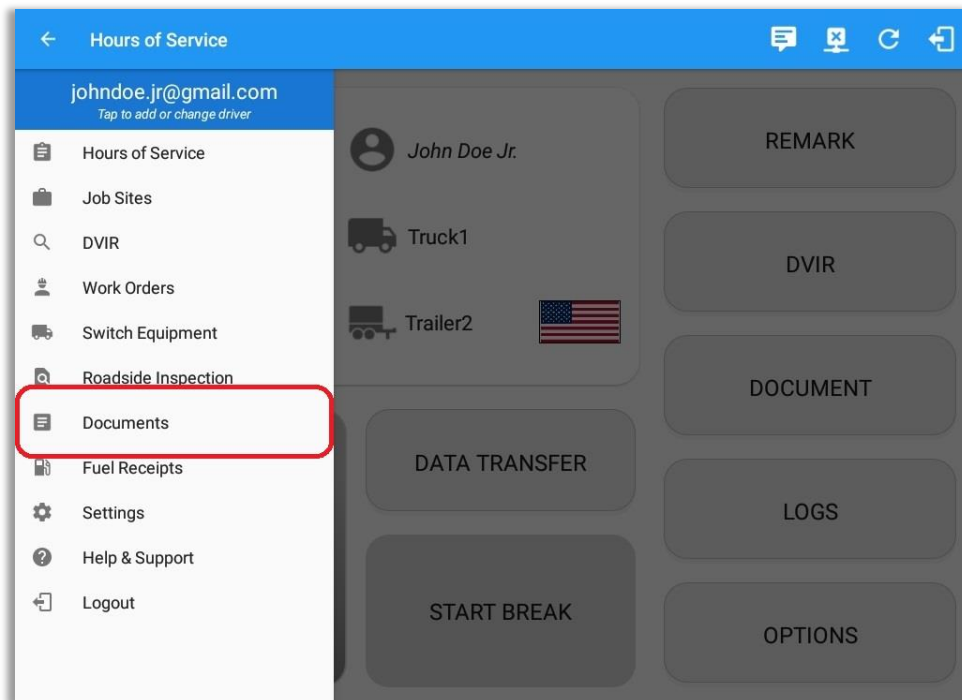 Hours of Service
johndoe.jr@gmail.com
Tap to add or change driver
Hours of Service
Job Sites
DVIR
Work Orders
Switch Equipment
Roadside Inspection
Documents
Fuel Receipts
Settings
Help & Support
Logout
John Doe Jr.
Truck1
Trailer2
DATA TRANSFER
START BREAK
REMARK
DVIR
DOCUMENT
LOGS
OPTIONS